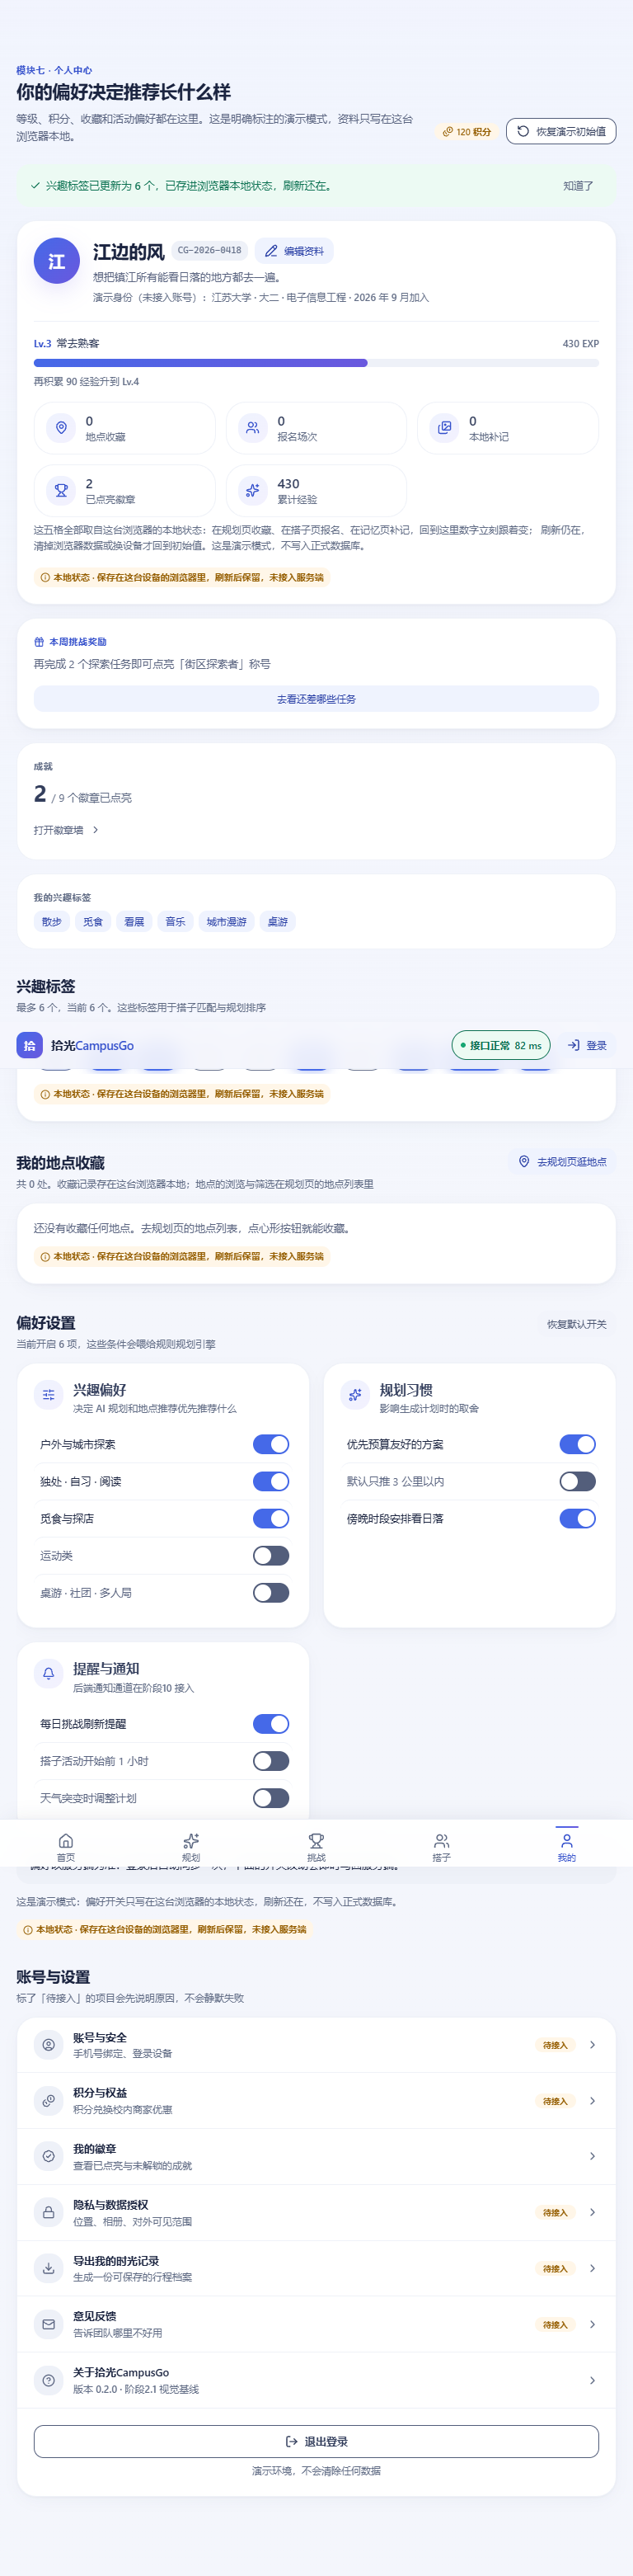 模块七 · 个人中心
你的偏好决定推荐长什么样
等级、积分、收藏和活动偏好都在这里。这是明确标注的演示模式，资料只写在这台
浏览器本地。
120 积分
恢复演示初始值
兴趣标签已更新为 6 个，已存进浏览器本地状态，刷新还在。
知道了
江
江边的风
CG-2026-0418
编辑资料
想把镇江所有能看日落的地方都去一遍。
演示身份（未接入账号）：江苏大学 · 大二 · 电子信息工程 · 2026 年 9 月加入
Lv.3 常去熟客
430 EXP
再积累 90 经验升到 Lv.4
0
地点收藏
0
报名场次
0
本地补记
2
已点亮徽章
430
累计经验
这五格全部取自这台浏览器的本地状态：在规划页收藏、在搭子页报名、在记忆页补记，回到这里数字立刻跟着变； 刷新仍在，
清掉浏览器数据或换设备才回到初始值。这是演示模式，不写入正式数据库。
本地状态 · 保存在这台设备的浏览器里，刷新后保留，未接入服务端
本周挑战奖励
再完成 2 个探索任务即可点亮「街区探索者」称号
去看还差哪些任务
成就
2 / 9 个徽章已点亮
打开徽章墙
我的兴趣标签
散步 觅食 看展 音乐 城市漫游 桌游
兴趣标签
最多 6 个，当前 6 个。这些标签用于搭子匹配与规划排序
拾 拾光CampusGo
接口正常 82 ms
登录
本地状态 · 保存在这台设备的浏览器里，刷新后保留，未接入服务端
我的地点收藏
去规划页逛地点
共 0 处。收藏记录存在这台浏览器本地；地点的浏览与筛选在规划页的地点列表里
还没有收藏任何地点。去规划页的地点列表，点心形按钮就能收藏。
本地状态 · 保存在这台设备的浏览器里，刷新后保留，未接入服务端
偏好设置
恢复默认开关
当前开启 6 项，这些条件会喂给规则规划引擎
兴趣偏好
决定 AI 规划和地点推荐优先推荐什么
户外与城市探索
独处 · 自习 · 阅读
觅食与探店
运动类
桌游 · 社团 · 多人局
规划习惯
影响生成计划时的取舍
优先预算友好的方案
默认只推 3 公里以内
傍晚时段安排看日落
提醒与通知
后端通知通道在阶段10 接入
每日挑战刷新提醒
搭子活动开始前 1 小时
天气突变时调整计划
首页
规划
挑战
搭子
我的
这是演示模式：偏好开关只写在这台浏览器的本地状态，刷新还在，不写入正式数据库。
本地状态 · 保存在这台设备的浏览器里，刷新后保留，未接入服务端
账号与设置
标了「待接入」的项目会先说明原因，不会静默失败
账号与安全
手机号绑定、登录设备
待接入
积分与权益
积分兑换校内商家优惠
待接入
我的徽章
查看已点亮与未解锁的成就
隐私与数据授权
位置、相册、对外可见范围
待接入
导出我的时光记录
生成一份可保存的行程档案
待接入
意见反馈
告诉团队哪里不好用
待接入
关于拾光CampusGo
版本 0.2.0 · 阶段2.1 视觉基线
退出登录
演示环境，不会清除任何数据